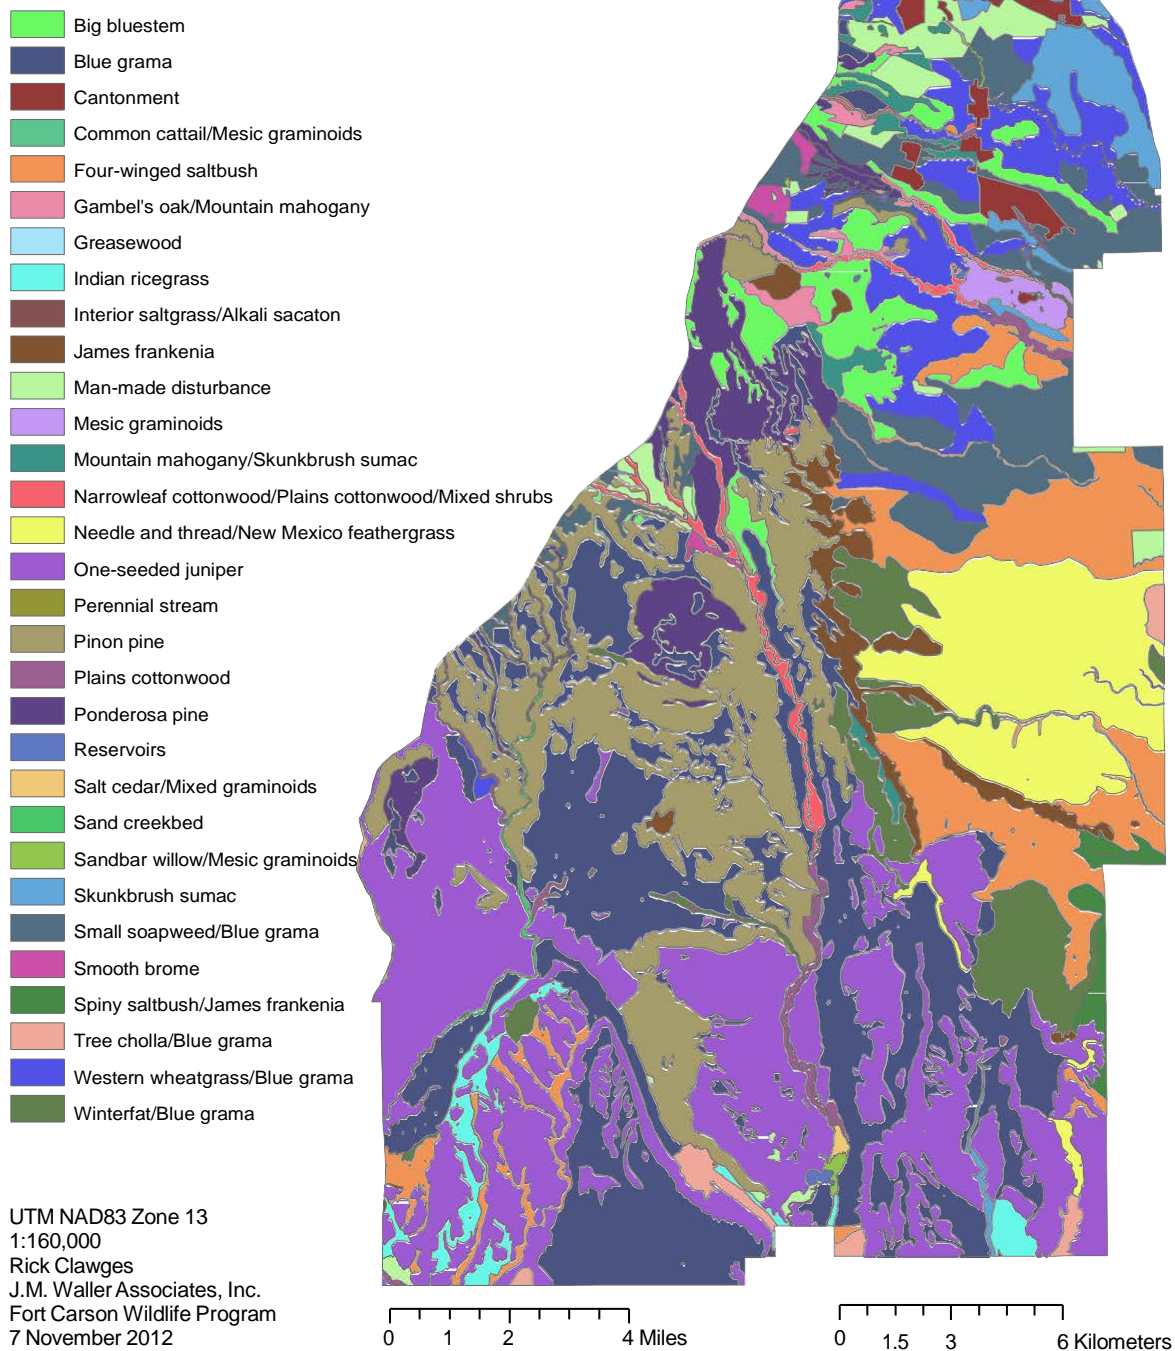 Big bluestem
Blue grama
Cantonment
Common cattail/Mesic graminoids
Four-winged saltbush
Gambel's oak/Mountain mahogany
Greasewood
Indian ricegrass
Interior saltgrass/Alkali sacaton
James frankenia
Man-made disturbance
Mesic graminoids
Mountain mahogany/Skunkbrush sumac
Narrowleaf cottonwood/Plains cottonwood/Mixed shrubs
Needle and thread/New Mexico feathergrass
One-seeded juniper
Perennial stream
Pinon pine
Plains cottonwood
Ponderosa pine
Reservoirs
Salt cedar/Mixed graminoids
Sand creekbed
Sandbar willow/Mesic graminoids
Skunkbrush sumac
Small soapweed/Blue grama
Smooth brome
Spiny saltbush/James frankenia
Tree cholla/Blue grama
Western wheatgrass/Blue grama
Winterfat/Blue grama
UTM NAD83 Zone 13
1:160,000
Rick Clawges
J.M. Waller Associates, Inc.
Fort Carson Wildlife Program
7 November 2012
0 1 2 4 Miles
0 1.5 3 6 Kilometers